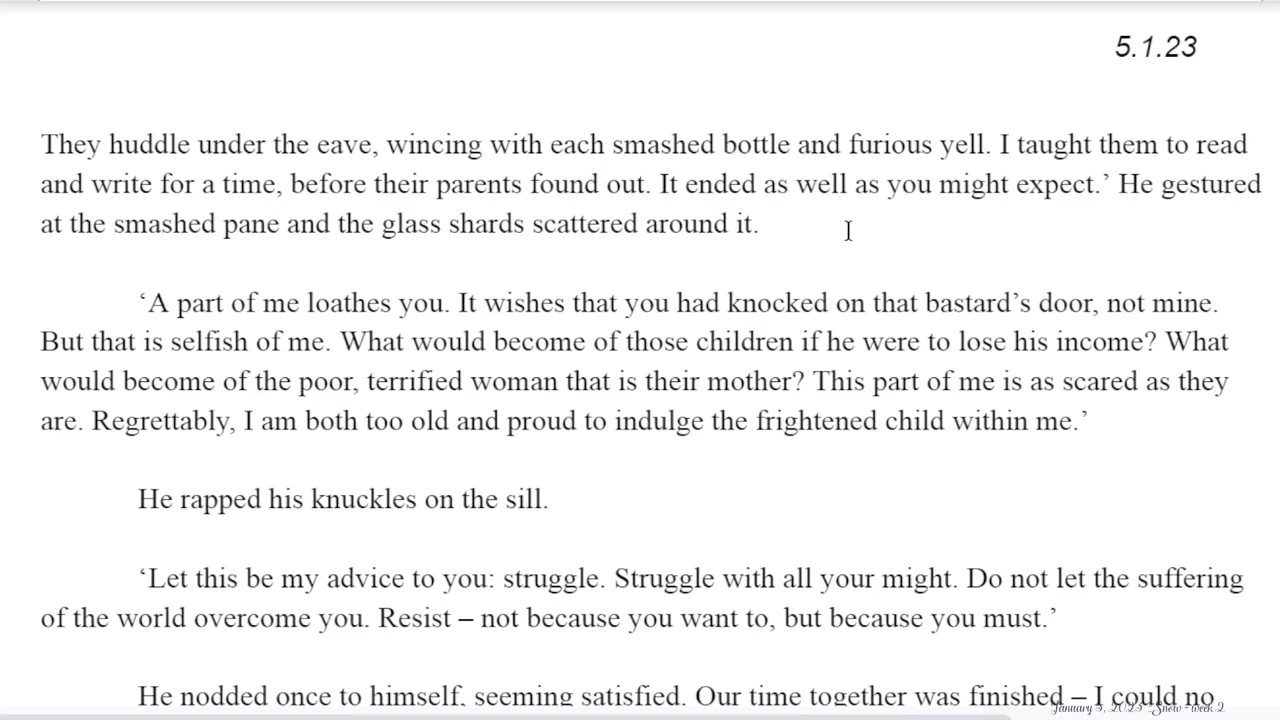 5.1.23
They huddle under the eave, wincing with each smashed bottle and furious yell. I taught them to read
and write for a time, before their parents found out. It ended as well as you might expect.’ He gestured
at the smashed pane and the glass shards scattered around it.
‘A part of me loathes you. It wishes that you had knocked on that bastard’s door, not mine.
But that is selfish of me. What would become of those children if he were to lose his income? What
would become of the poor, terrified woman that is their mother? This part of me is as scared as they
are. Regrettably, I am both too old and proud to indulge the frightened child within me.’
He rapped his knuckles on the sill.
‘Let this be my advice to you: struggle. Struggle with all your might. Do not let the suffering
of the world overcome you. Resist – not because you want to, but because you must.’
He nodded once to himself, seeming satisfied. Our time together was finished – I could no
January 5, 2023 - Snow - week 2